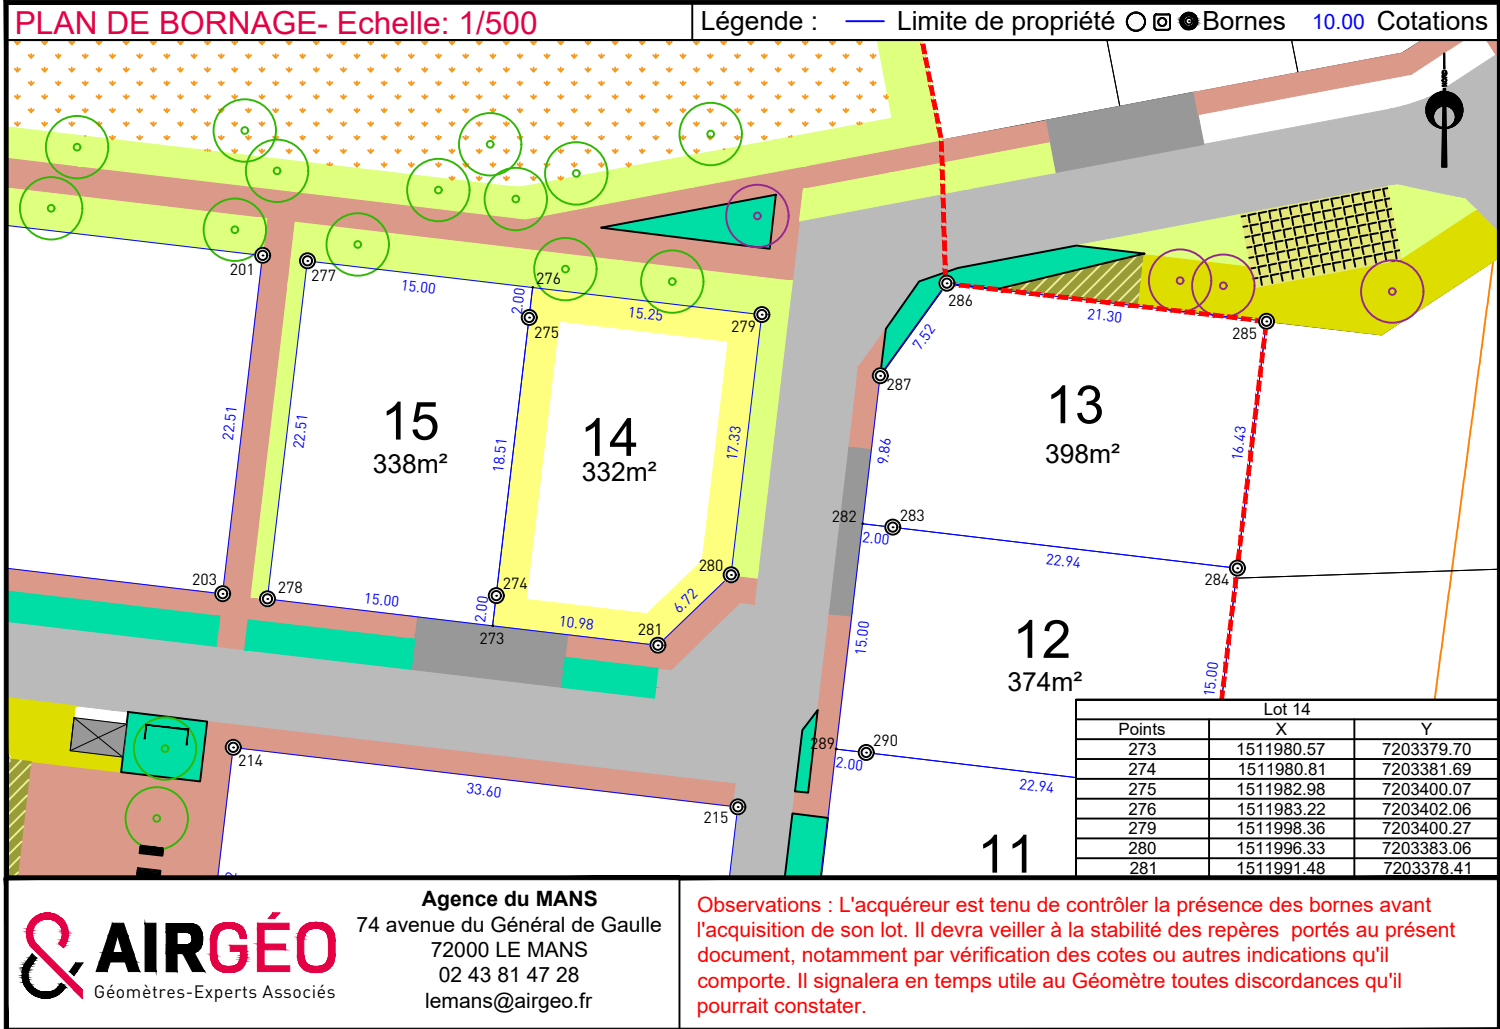 PLAN DE BORNAGE- Echelle: 1/500
Légende : Limite de propriété Bornes 10.00 Cotations
201
277
15.00
276
2.00
275
15.25
279
286
21.30
285
7.52
287
22.51
22.51
15
338m²
18.51
14
332m²
17.33
13
398m²
9.86
16.43
282
283
2.00
22.94
284
203
278
15.00
274
2.00
273
10.98
280
6.72
281
15.00
12
374m²
15.00
289
290
2.00
22.94
214
33.60
215
11
Lot 14
Points X Y
273 1511980.57 7203379.70
274 1511980.81 7203381.69
275 1511982.98 7203400.07
276 1511983.22 7203402.06
279 1511998.36 7203400.27
280 1511996.33 7203383.06
281 1511991.48 7203378.41
AIRGÉO
Géomètres-Experts Associés
Agence du MANS
74 avenue du Général de Gaulle
72000 LE MANS
02 43 81 47 28
lemans@airgeo.fr
Observations : L'acquéreur est tenu de contrôler la présence des bornes avant
l'acquisition de son lot. Il devra veiller à la stabilité des repères portés au présent
document, notamment par vérification des cotes ou autres indications qu'il
comporte. Il signalera en temps utile au Géomètre toutes discordances qu'il
pourrait constater.